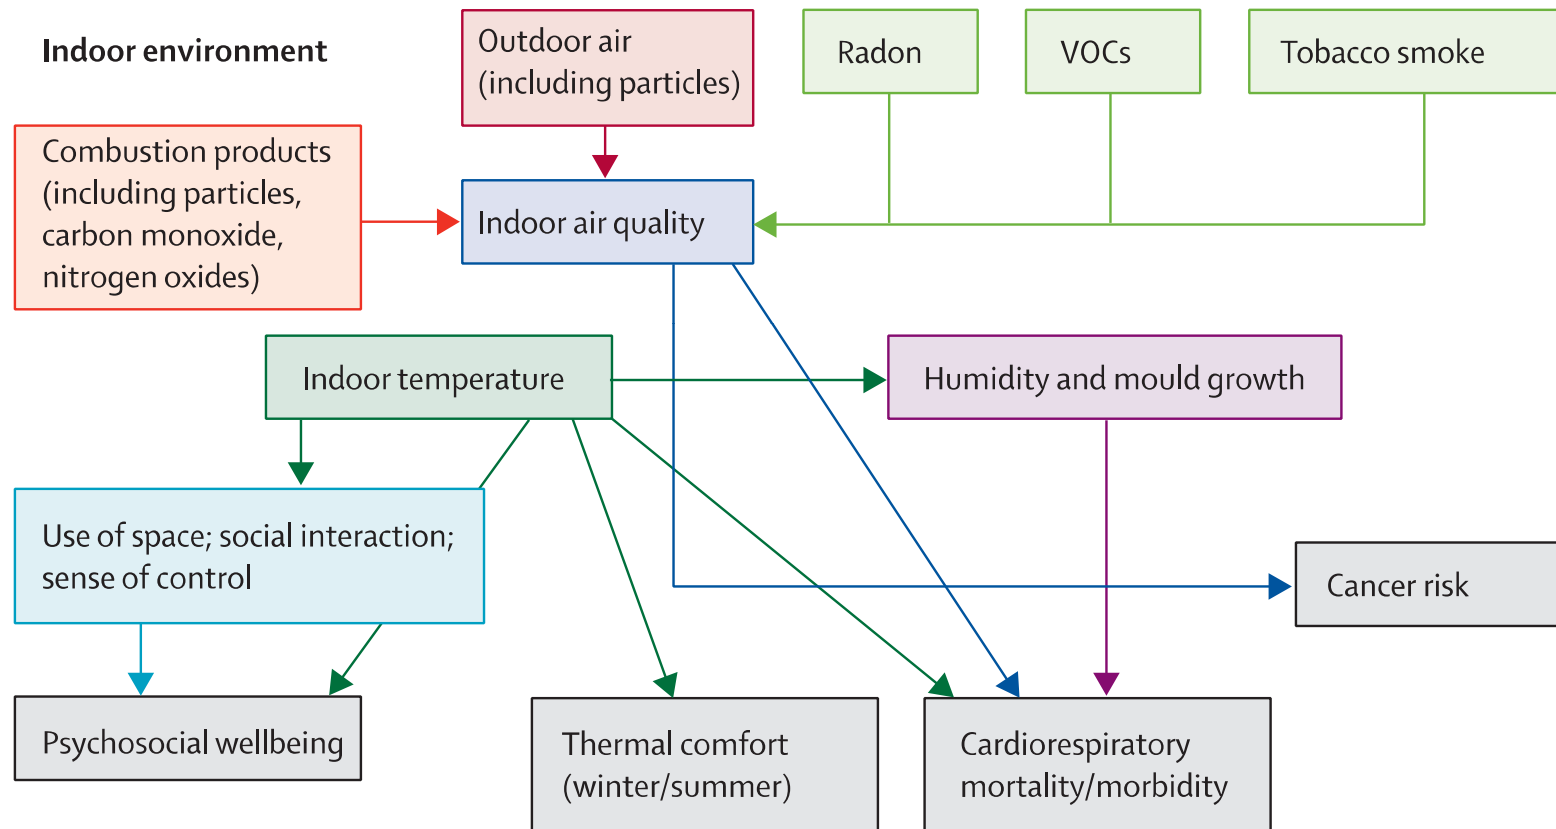 Indoor environment
Outdoor air
(including particles)
Radon
VOCs
Tobacco smoke
Combustion products
(including particles,
carbon monoxide,
nitrogen oxides)
Indoor air quality
Indoor temperature
Humidity and mould growth
Use of space; social interaction;
sense of control
Cancer risk
Psychosocial wellbeing
Thermal comfort
(winter/summer)
Cardiorespiratory
mortality/morbidity